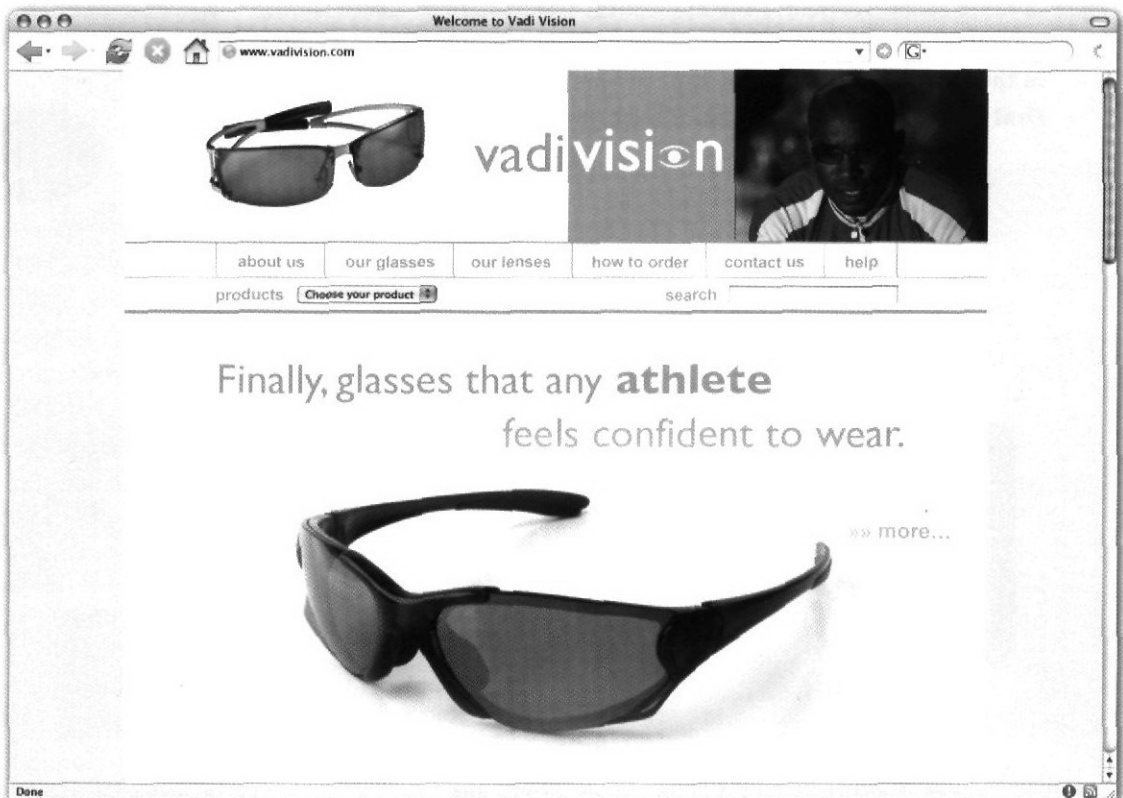 Welcome to Vadi Vision
www.vadivision.com
G
vadivision
about us
our glasses
our lenses
how to order
contact us
help
products
Choose your product
search
Finally, glasses that any athlete
feels confident to wear.
»» more...
Done